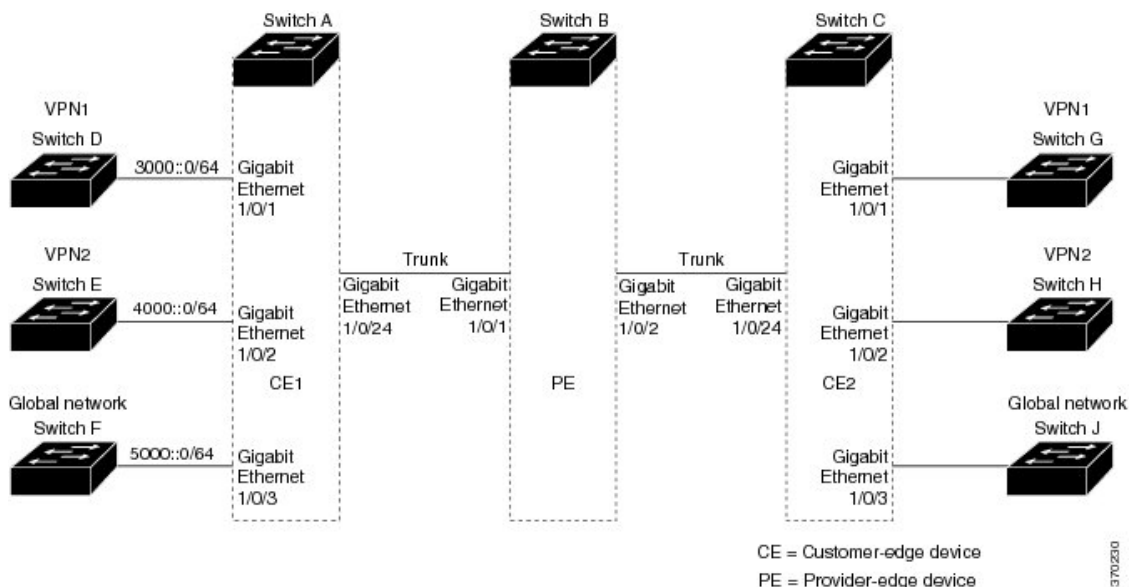 Switch A
Switch B
Switch C
VPN1
Switch D
3000::0/64
Gigabit
Ethernet
1/0/1
VPN2
Switch E
4000::0/64
Gigabit
Ethernet
1/0/2
Global network
Switch F
5000::0/64
Gigabit
Ethernet
1/0/3
CE1
Trunk
Gigabit
Ethernet
1/0/24
Gigabit
Ethernet
1/0/1
PE
Trunk
Gigabit
Ethernet
1/0/2
Gigabit
Ethernet
1/0/24
CE2
Gigabit
Ethernet
1/0/1
VPN1
Switch G
Gigabit
Ethernet
1/0/2
VPN2
Switch H
Gigabit
Ethernet
1/0/3
Global network
Switch J
CE = Customer-edge device
PE = Provider-edge device
370230